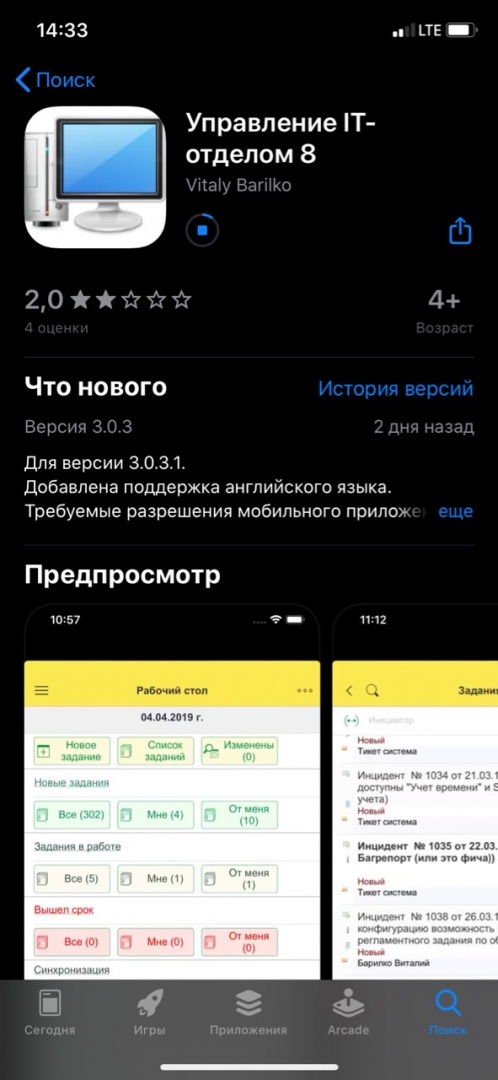 14:33
LTE
Поиск
Управление IT-
отделом 8
Vitaly Barilko
2,0
4+
4 оценки
Возраст
Что нового
История версий
Версия 3.0.3
2 дня назад
Для версии 3.0.3.1.
Добавлена поддержка английского языка.
Требуемые разрешения мобильного приложе
еще
Предпросмотр
10:57
Рабочий стол
04.04.2019 г.
Новое
задание
Список
заданий
Изменены
(0)
Новые задания
Все (302)
Мне (4)
От меня
(10)
Задания в работе
Все (5)
Мне (1)
От меня
(1)
Вышел срок
Все (0)
Мне (0)
От меня
(0)
Синхронизация
11:12
Задания
Инициатор
Новый
Тикет система
Инцидент № 1034 от 21.03.1
доступны "Учет времени" и S
учета)
Новый
Тикет система
Инцидент № 1035 от 22.03.
Багрепорт (или это фича))
Новый
Тикет система
Инцидент № 1038 от 26.03.1
конфигурацию возможность
регламентного задания по об
Новый
Барилко Виталий
Сегодня
Игры
Приложения
Arcade
Поиск